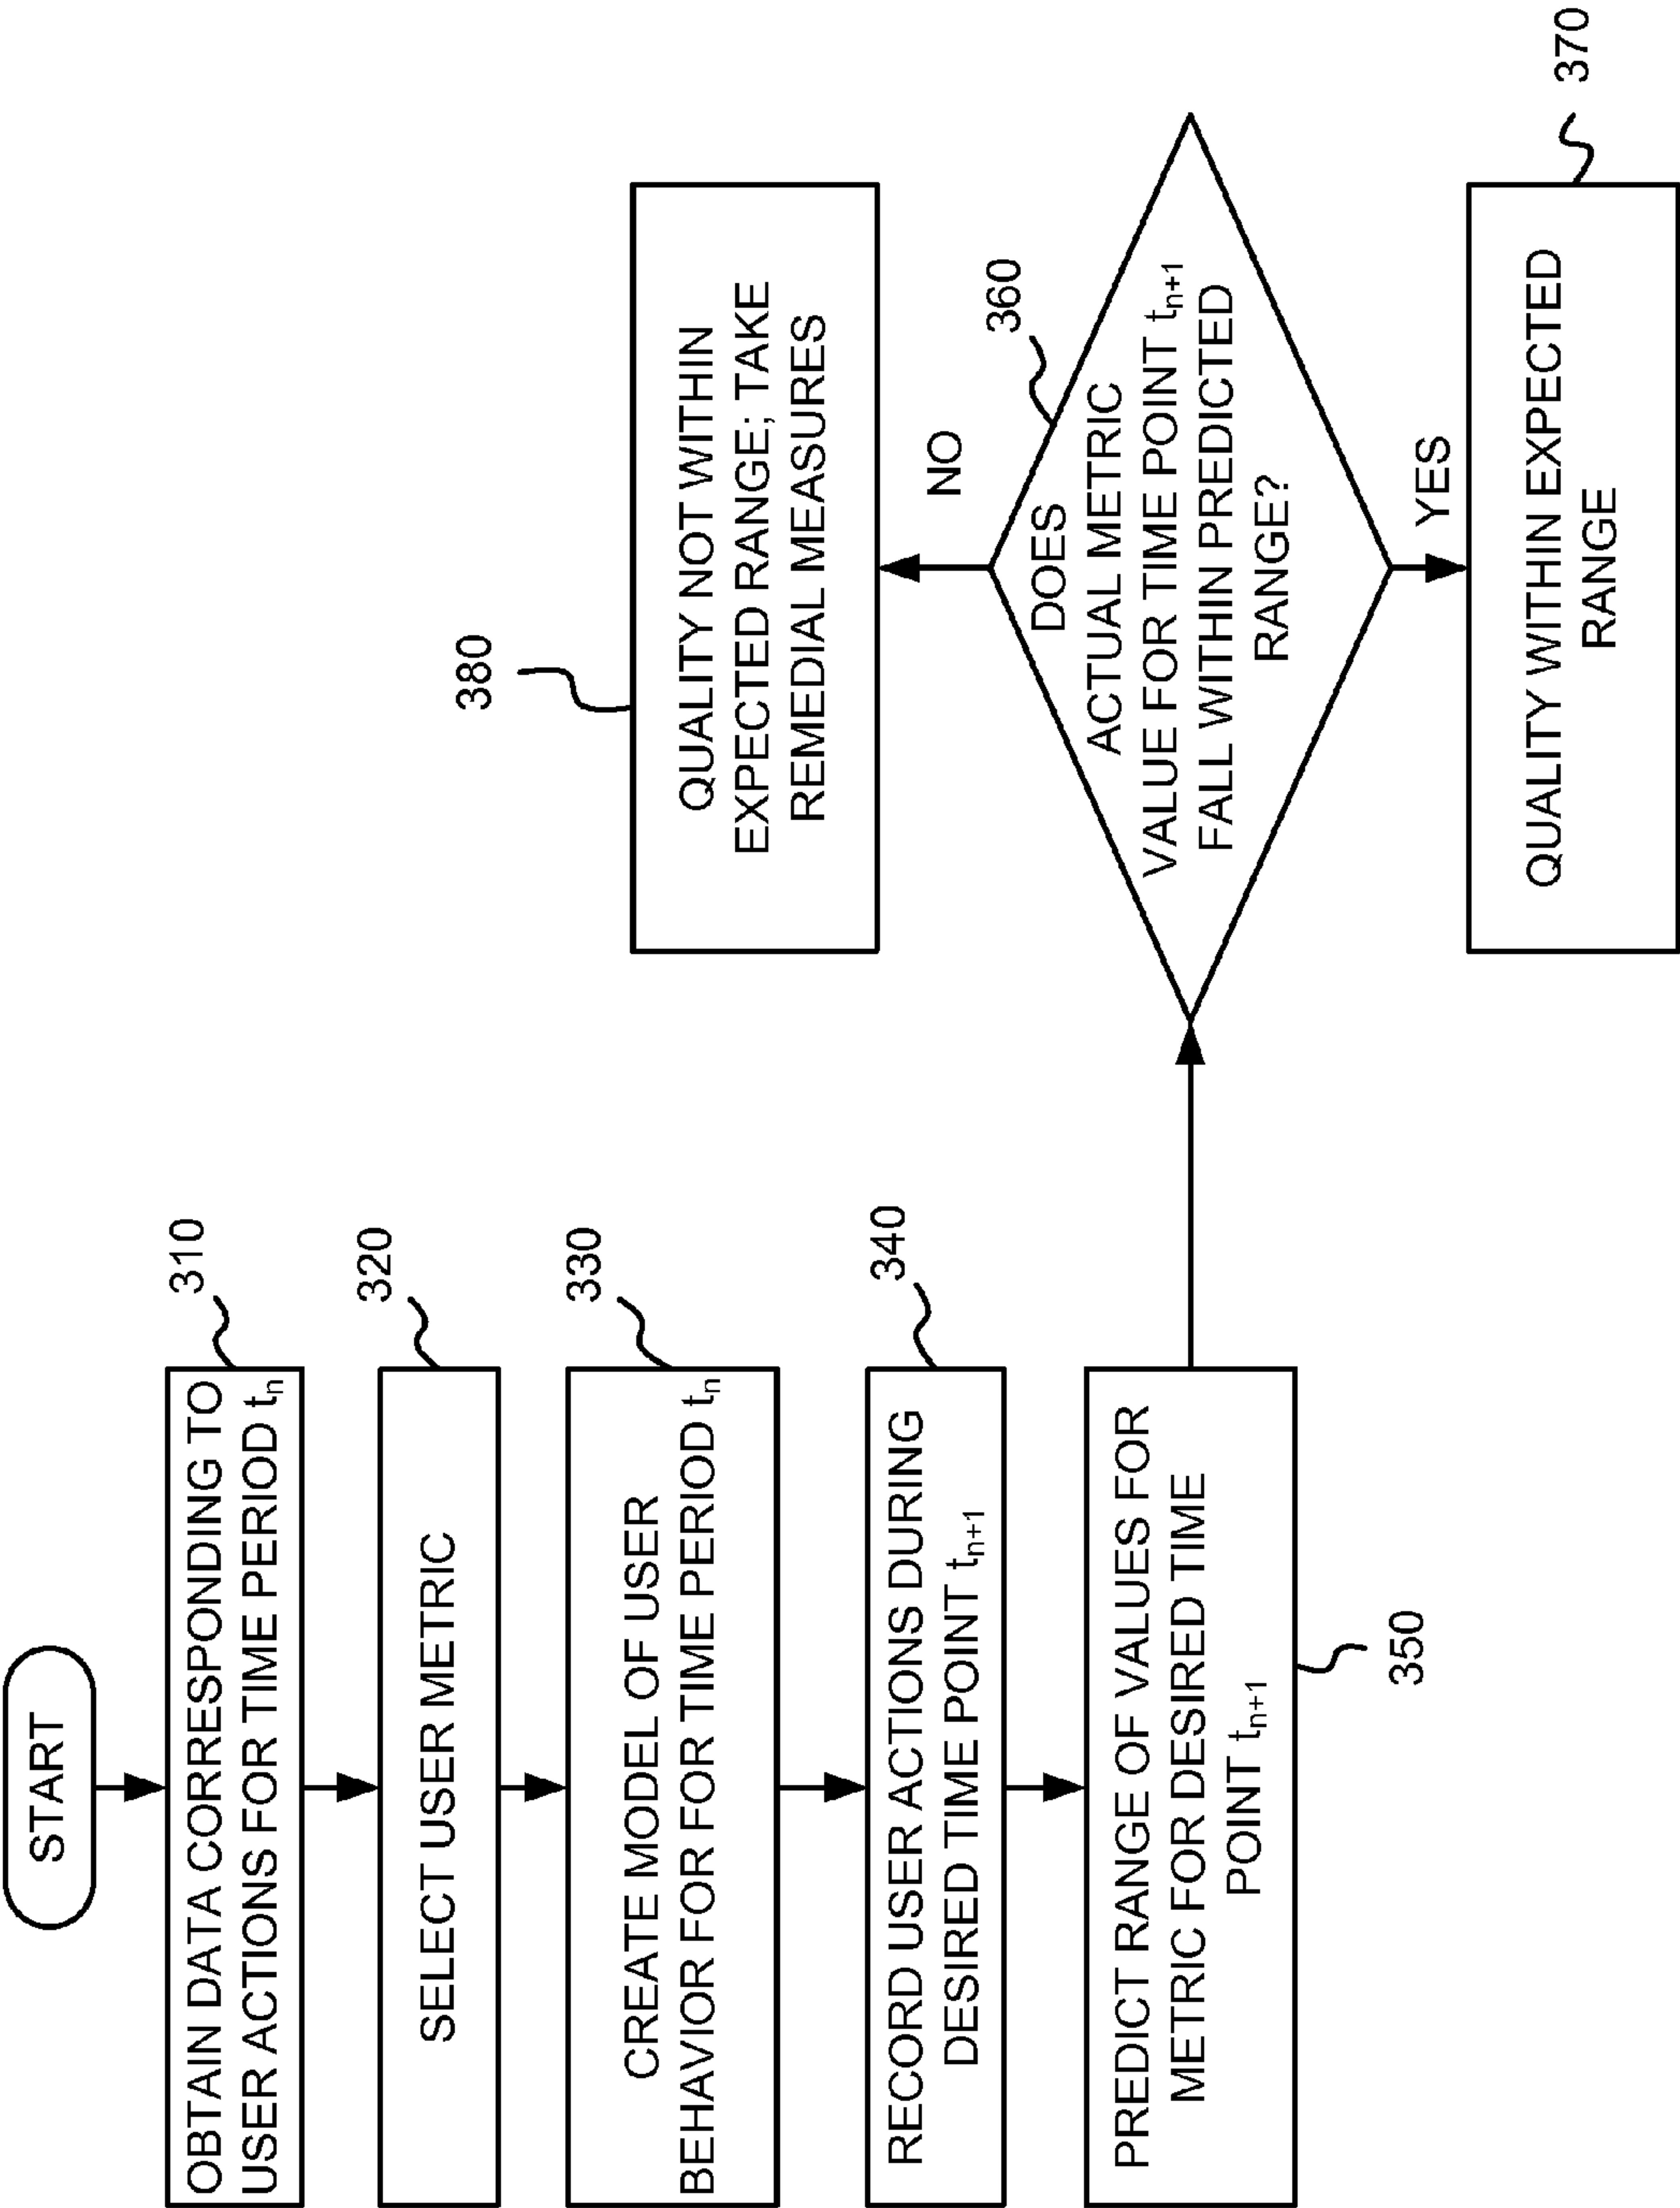 START
OBTAIN DATA CORRESPONDING TO
USER ACTIONS FOR TIME PERIOD tn
310
SELECT USER METRIC
320
CREATE MODEL OF USER
BEHAVIOR FOR TIME PERIOD tn
330
RECORD USER ACTIONS DURING
DESIRED TIME POINT tn+1
340
PREDICT RANGE OF VALUES FOR
METRIC FOR DESIRED TIME
POINT tn+1
350
DOES
ACTUAL METRIC
VALUE FOR TIME POINT tn+1
FALL WITHIN PREDICTED
RANGE?
360
NO
QUALITY NOT WITHIN
EXPECTED RANGE; TAKE
REMEDIAL MEASURES
380
YES
QUALITY WITHIN EXPECTED
RANGE
370